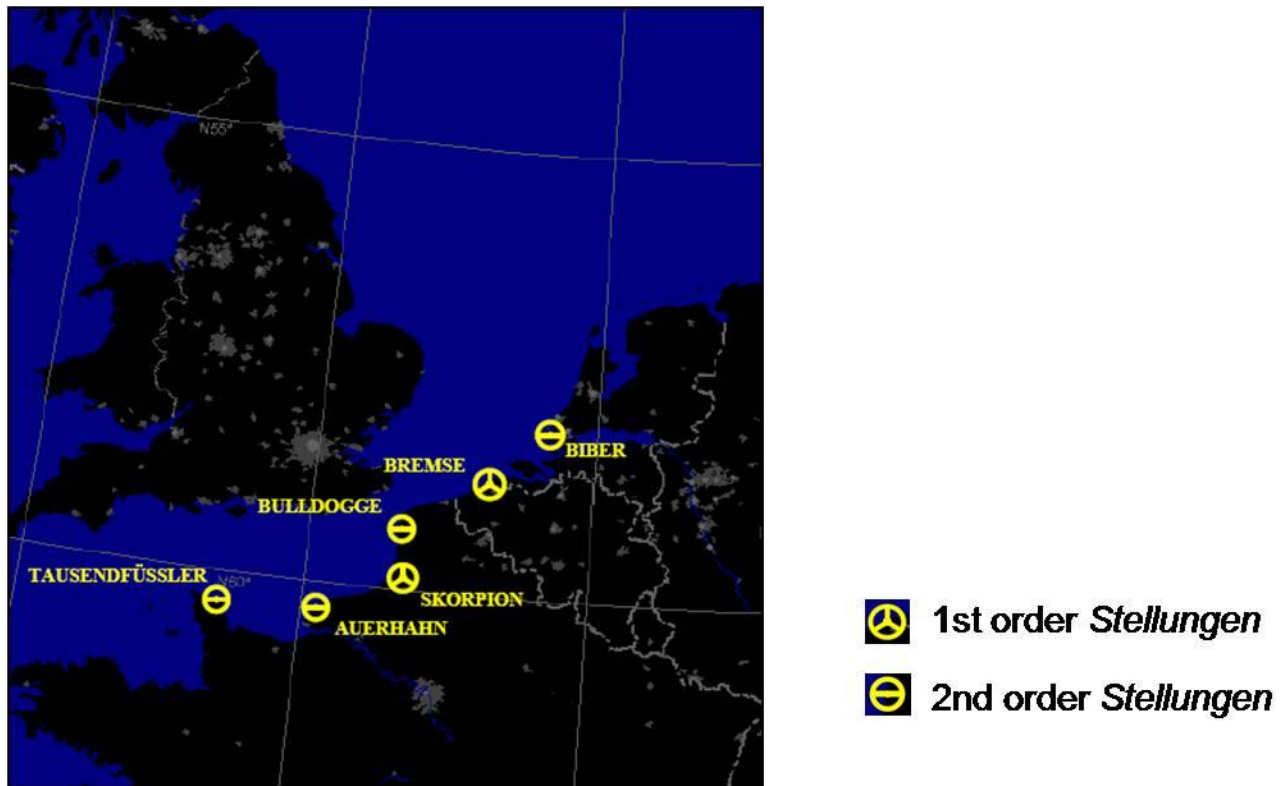 N55°
BIBER
BREMSE
BULLDOGGE
TAUSENDFÜSSLER
N50°
SKORPION
AUERHAHN
1st order Stellungen
2nd order Stellungen